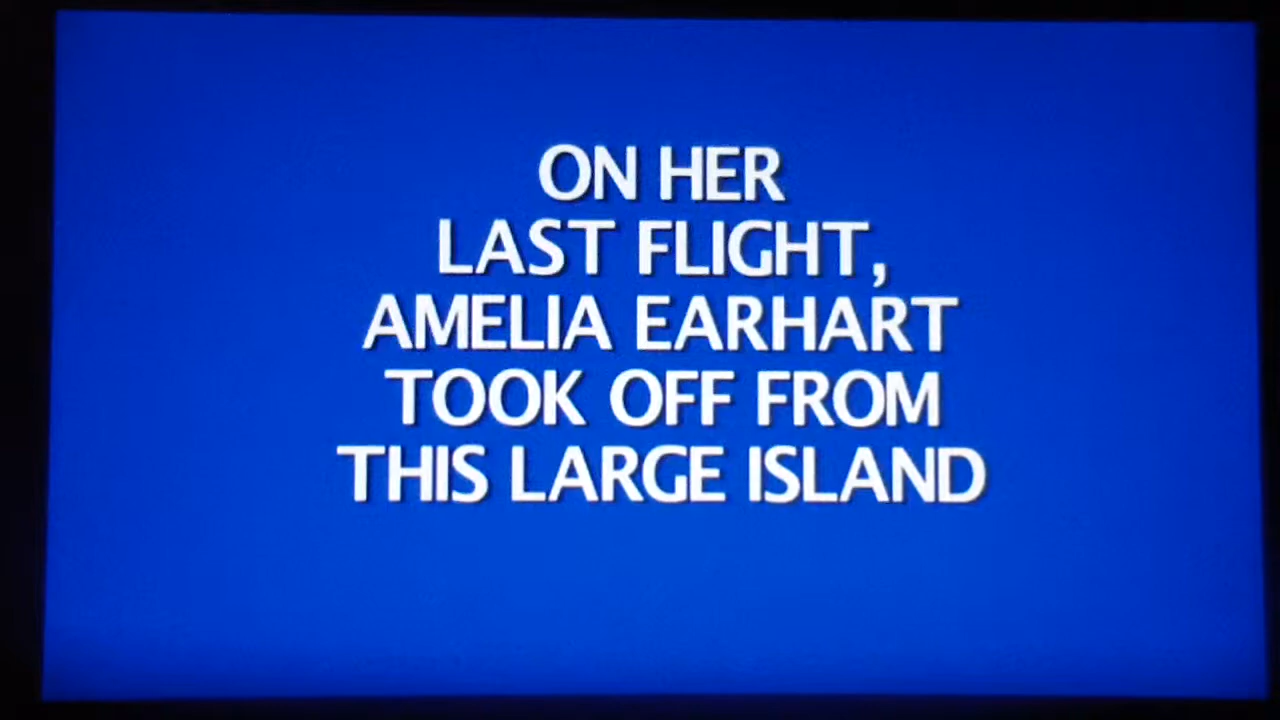 ON HER
LAST FLIGHT,
AMELIA EARHART
TOOK OFF FROM
THIS LARGE ISLAND